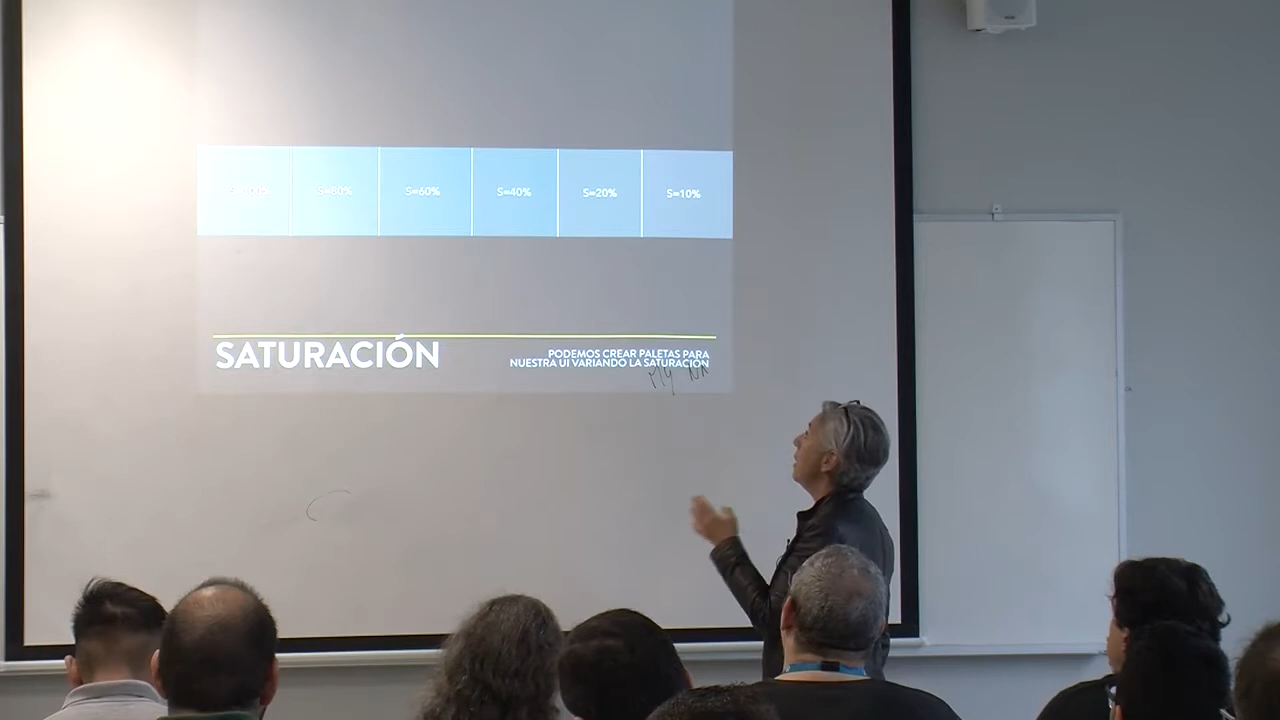 S=80%
S=60%
S=40%
S=20%
S=10%
SATURACIÓN
PODEMOS CREAR PALETAS PARA
NUESTRA UI VARIANDO LA SATURACIÓN